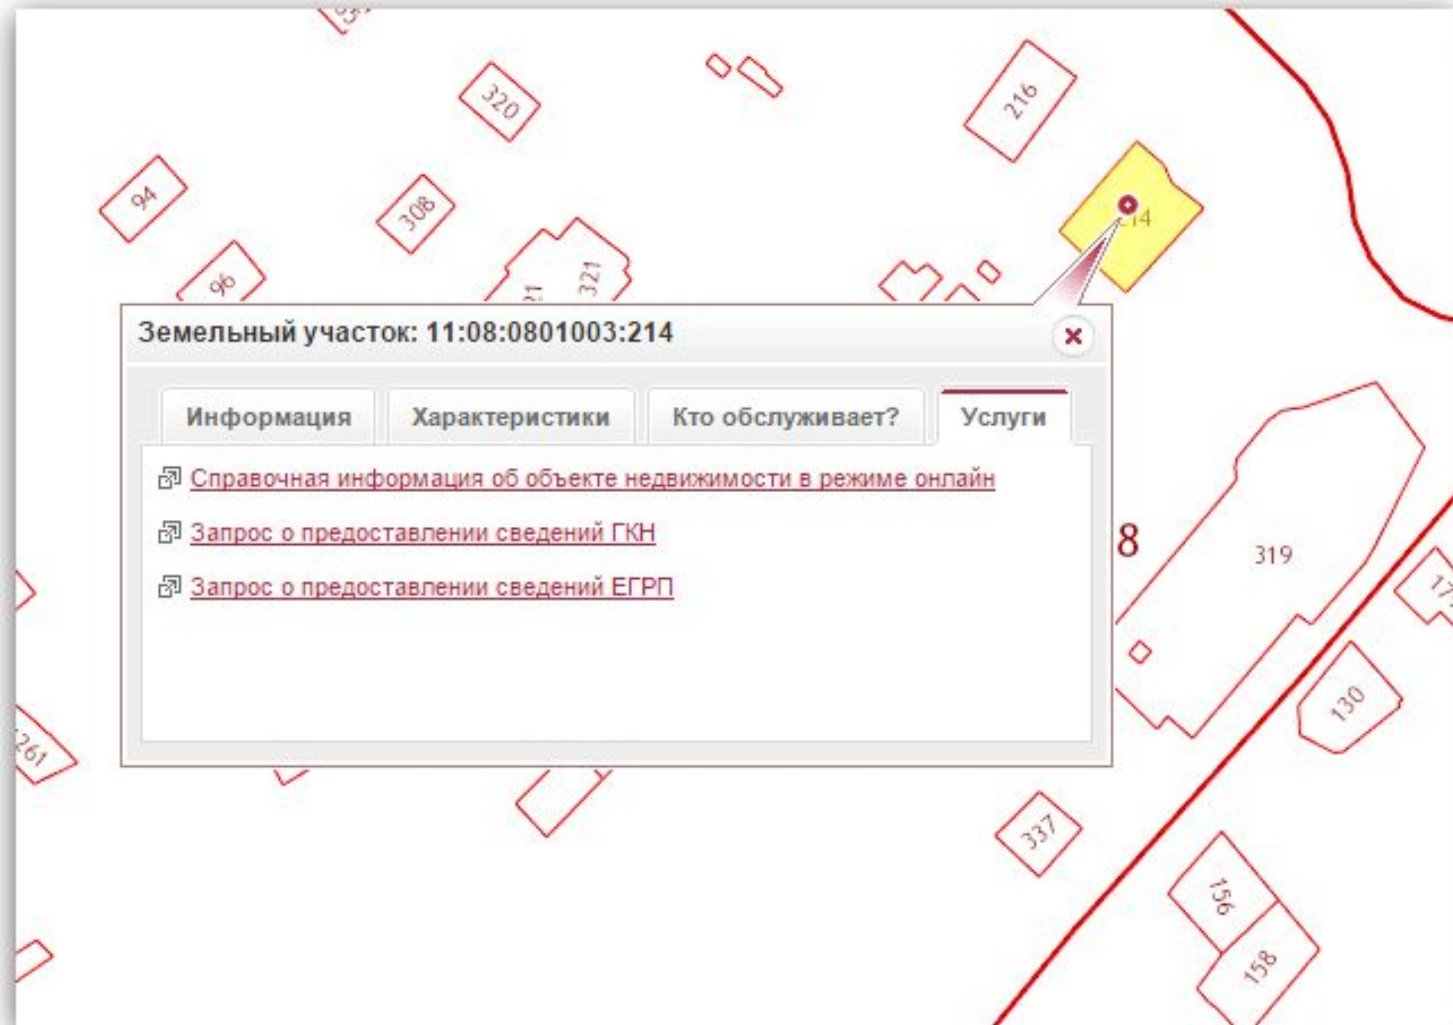 320
216
94
308
96
321
Земельный участок: 11:08:0801003:214
Информация
Характеристики
Кто обслуживает?
Услуги
Справочная информация об объекте недвижимости в режиме онлайн
Запрос о предоставлении сведений ГКН
Запрос о предоставлении сведений ЕГРП
8
319
130
261
337
156
158